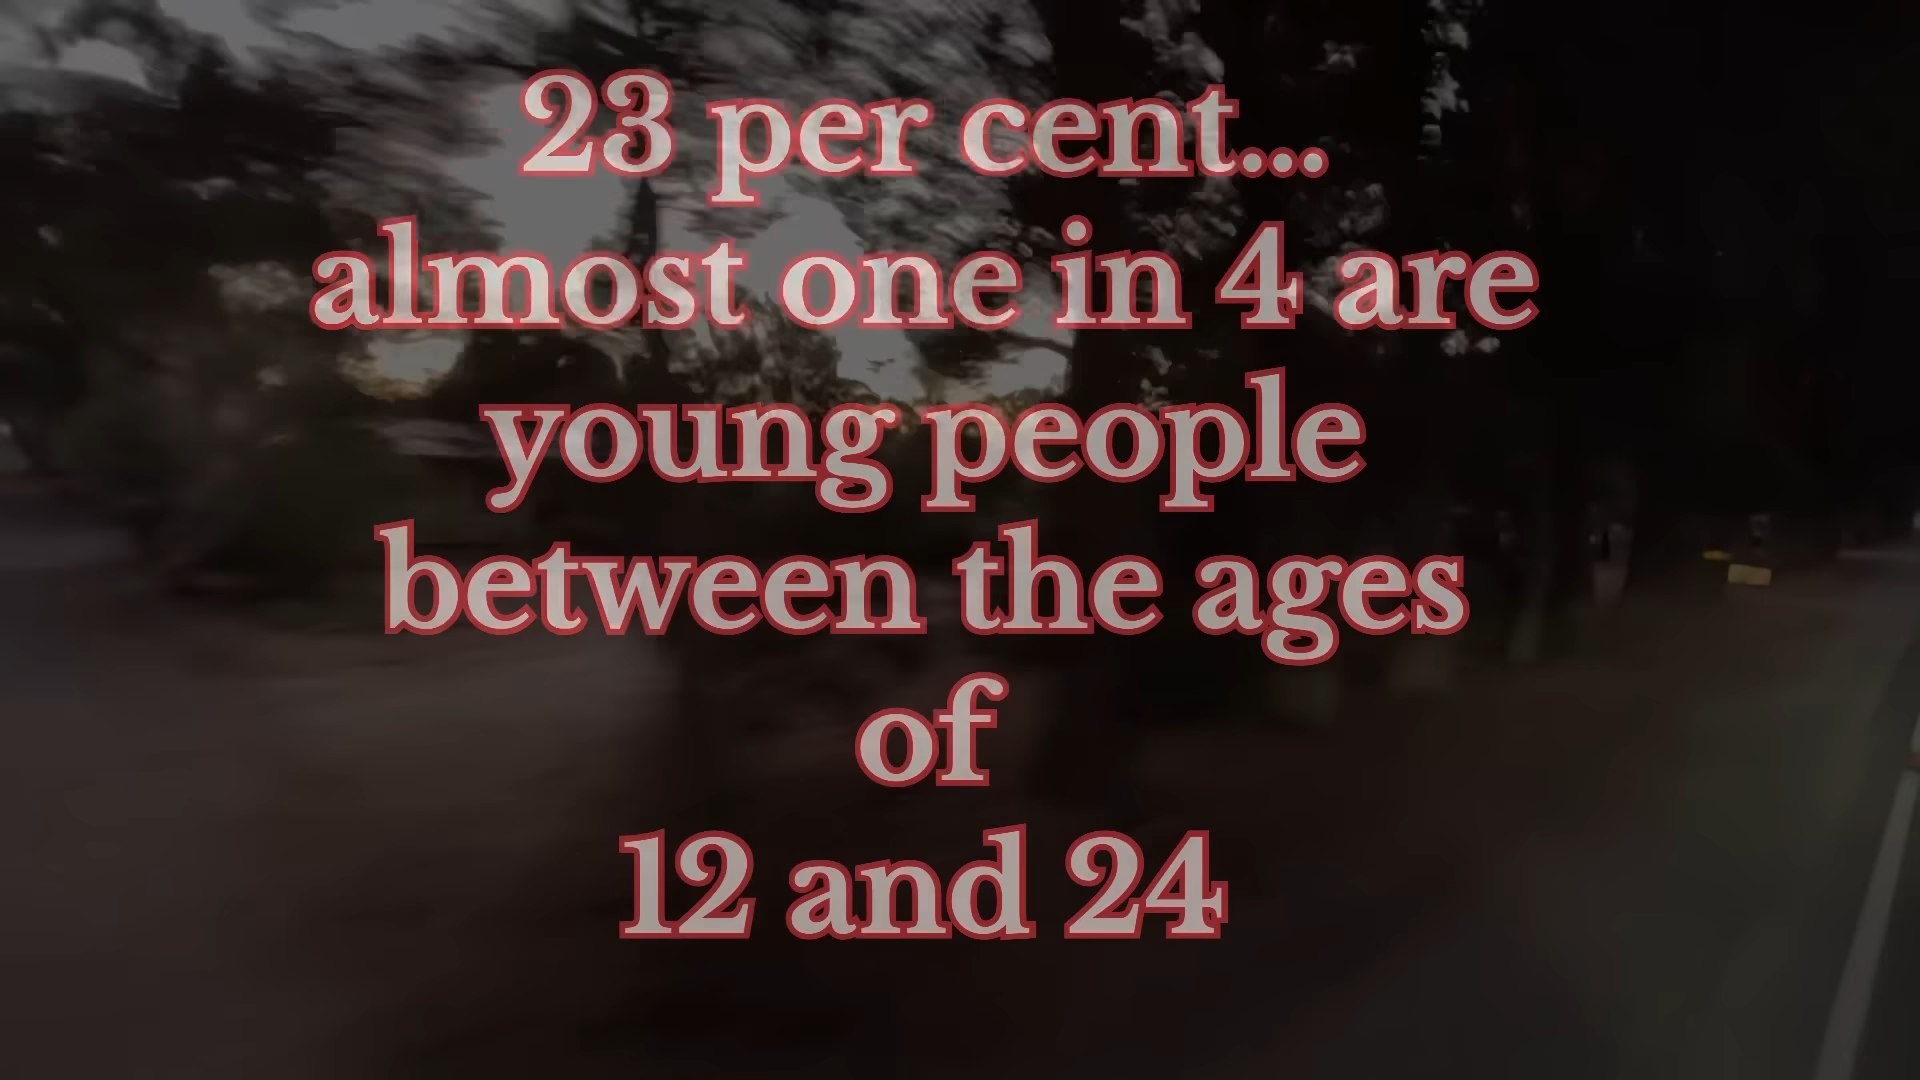 23 per cent...
almost one in 4 are
young people
between the ages
of
12 and 24